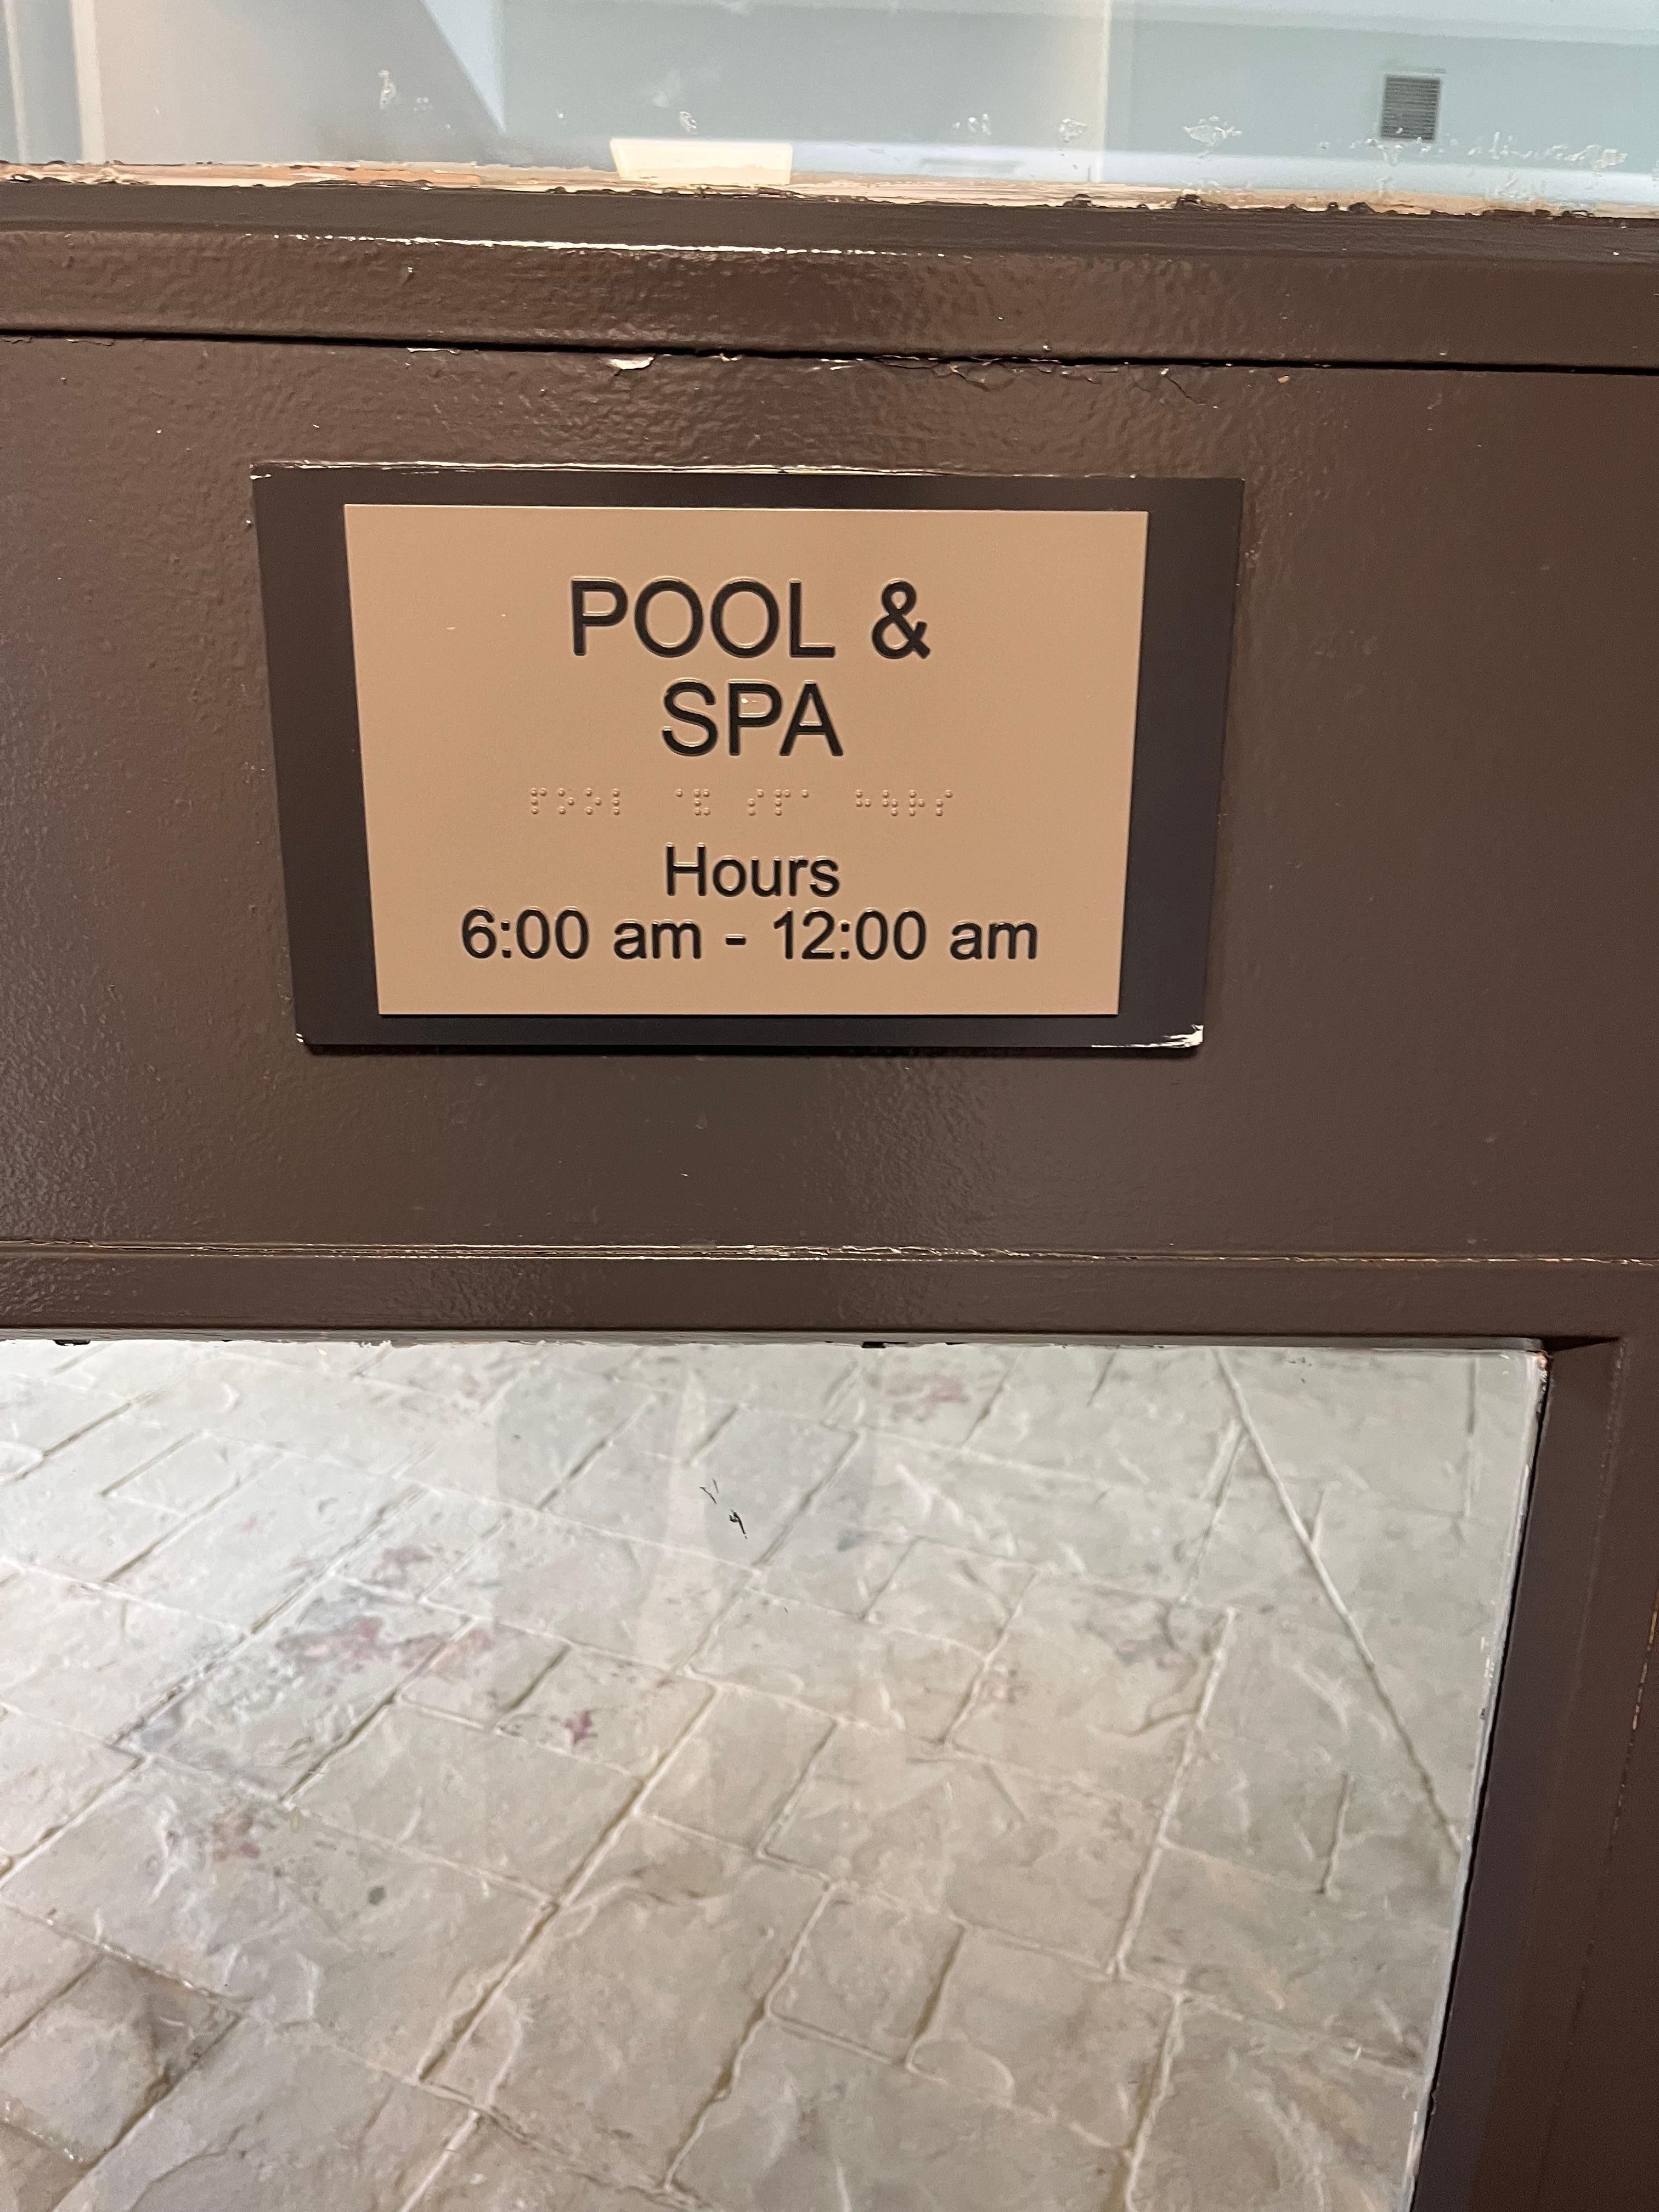 POOL &
SPA
⠏⠕⠕⠇ ⠈⠯ ⠎⠏⠁ ⠓⠳⠗⠎
Hours
6:00 am - 12:00 am